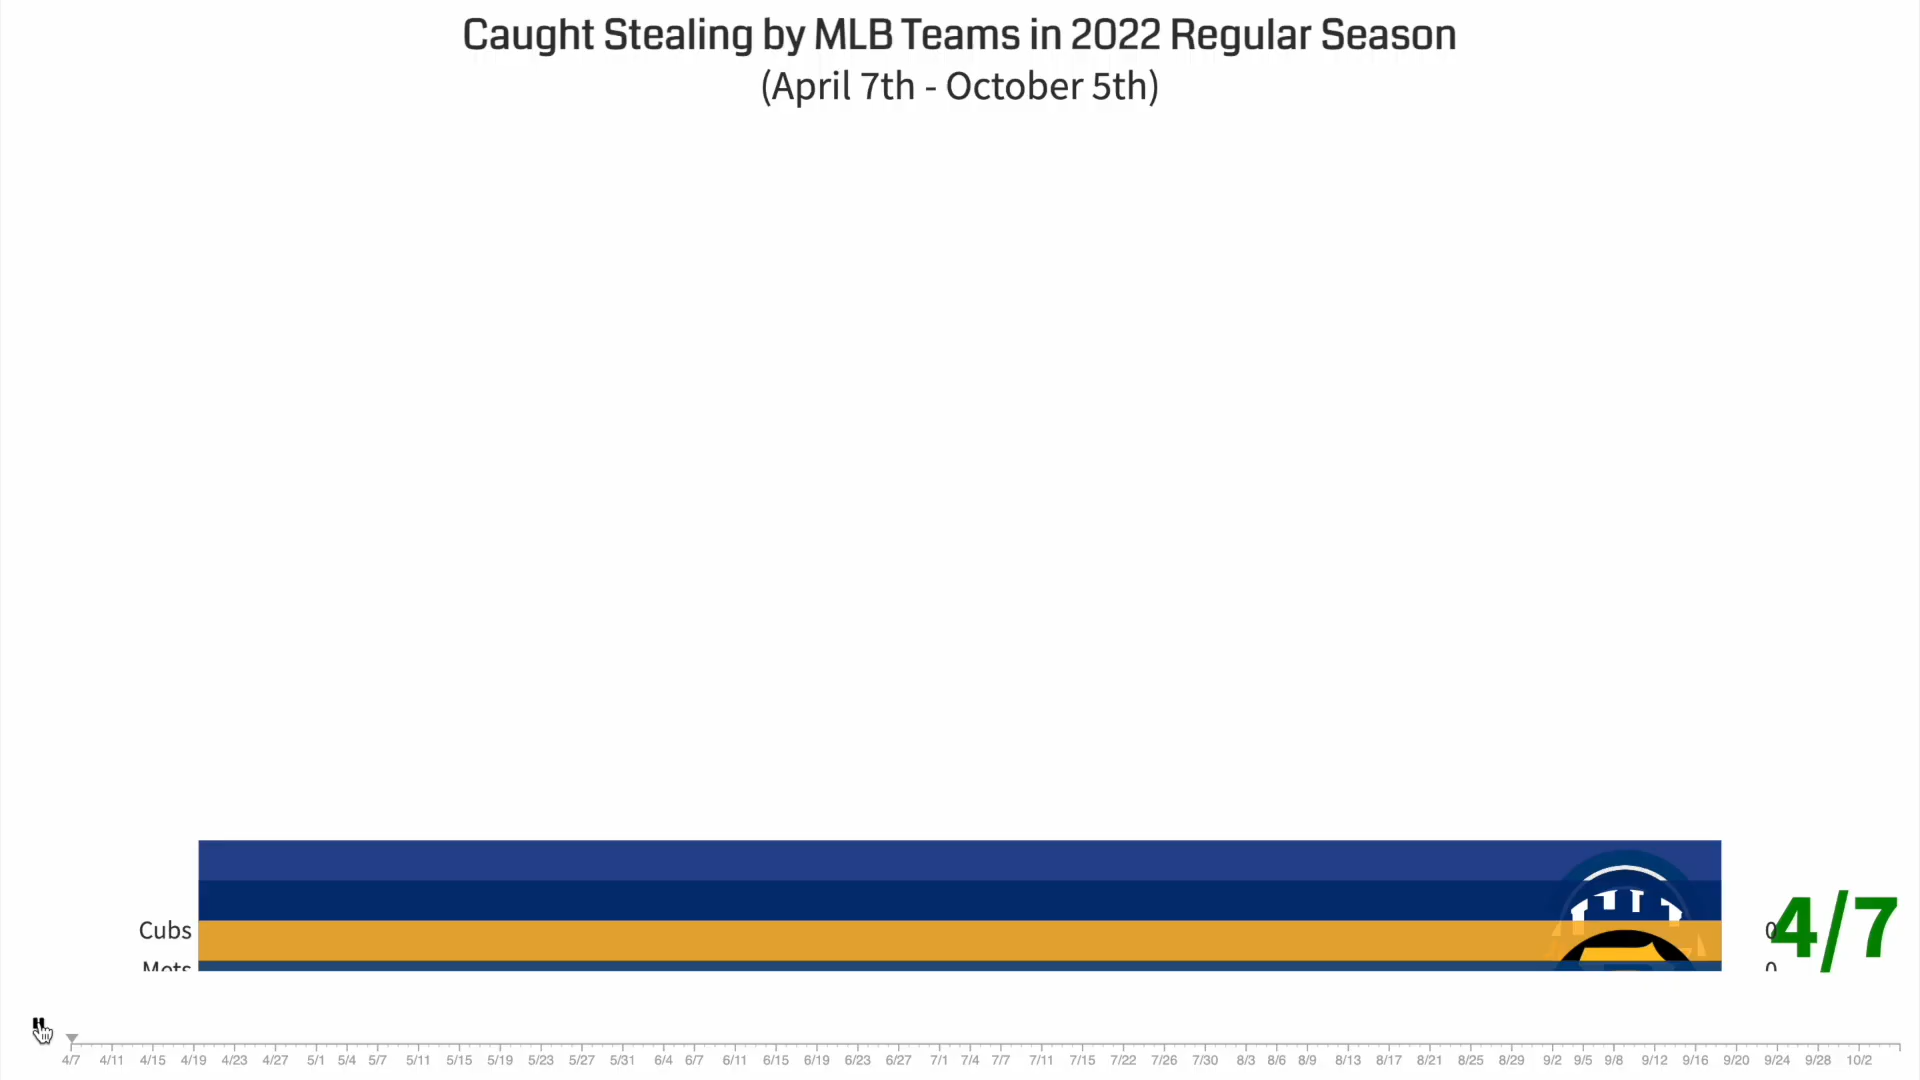 Caught Stealing by MLB Teams in 2022 Regular Season
(April 7th - October 5th)
Cubs 0
Mets 0
4/7
4/7 4/11 4/15 4/19 4/23 4/27 5/1 5/4 5/7 5/11 5/15 5/19 5/23 5/27 5/31 6/4 6/7 6/11 6/15 6/19 6/23 6/27 7/1 7/4 7/7 7/11 7/15 7/22 7/26 7/30 8/3 8/6 8/9 8/13 8/17 8/21 8/25 8/29 9/2 9/5 9/8 9/12 9/16 9/20 9/24 9/28 10/2